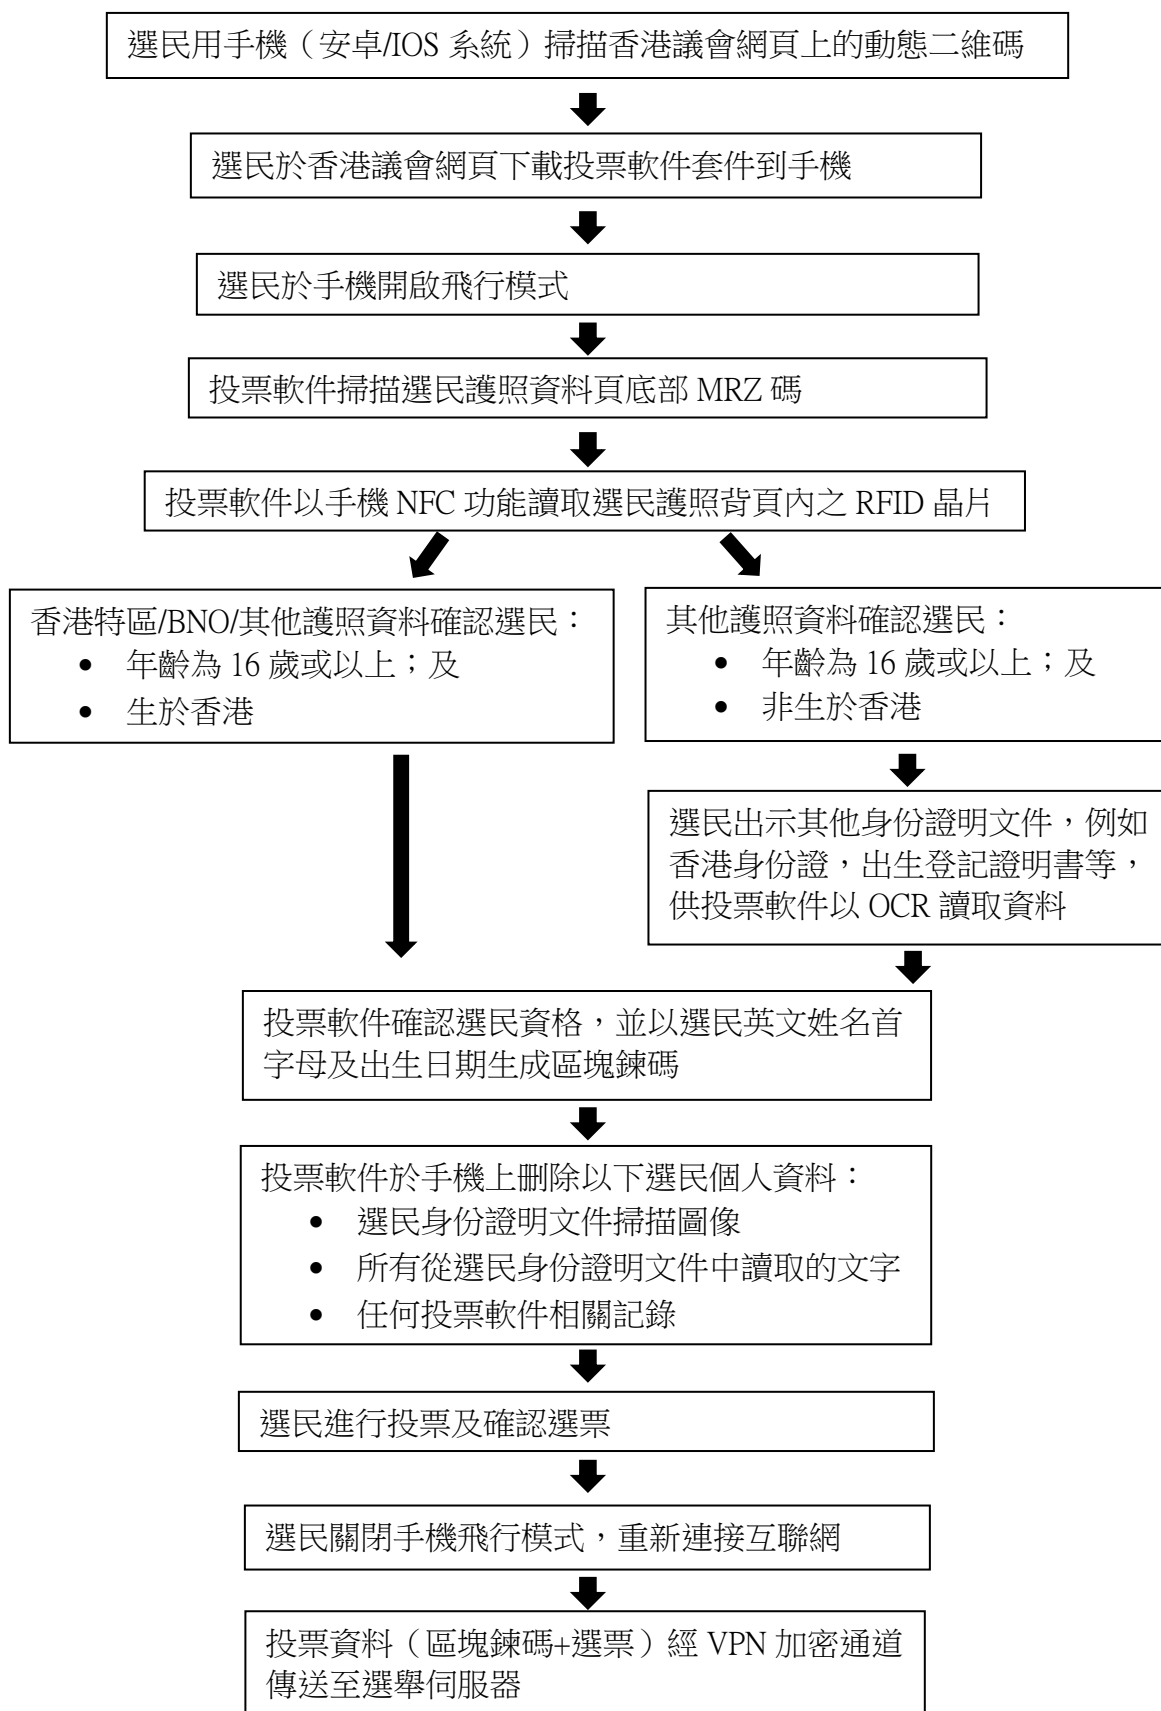 選民用手機（安卓/IOS 系統）掃描香港議會網頁上的動態二維碼
選民於香港議會網頁下載投票軟件套件到手機
選民於手機開啟飛行模式
投票軟件掃描選民護照資料頁底部 MRZ 碼
投票軟件以手機 NFC 功能讀取選民護照背頁內之 RFID 晶片
香港特區/BNO/其他護照資料確認選民：
• 年齡為 16 歲或以上；及
• 生於香港
其他護照資料確認選民：
• 年齡為 16 歲或以上；及
• 非生於香港
選民出示其他身份證明文件，例如
香港身份證，出生登記證明書等，
供投票軟件以 OCR 讀取資料
投票軟件確認選民資格，並以選民英文姓名首
字母及出生日期生成區塊鍊碼
投票軟件於手機上刪除以下選民個人資料：
• 選民身份證明文件掃描圖像
• 所有從選民身份證明文件中讀取的文字
• 任何投票軟件相關記錄
選民進行投票及確認選票
選民關閉手機飛行模式，重新連接互聯網
投票資料（區塊鍊碼+選票）經 VPN 加密通道
傳送至選舉伺服器